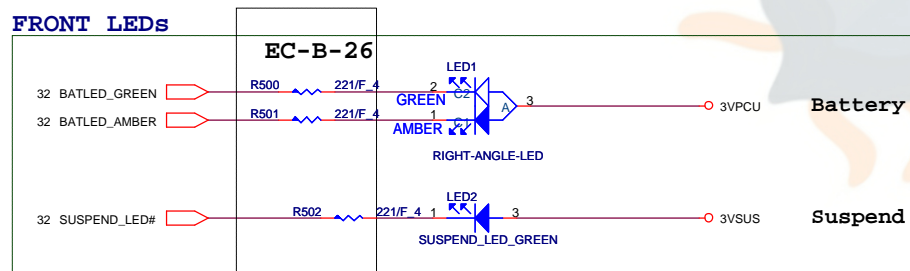 FRONT LEDs
EC-B-26
LED1
32 BATLED_GREEN R500 221/F_4 2 GREEN C2 A 3 3VPCU Battery
32 BATLED_AMBER R501 221/F_4 1 AMBER C1
RIGHT-ANGLE-LED
LED2
32 SUSPEND_LED# R502 221/F_4 1 3 3VSUS Suspend
SUSPEND_LED_GREEN